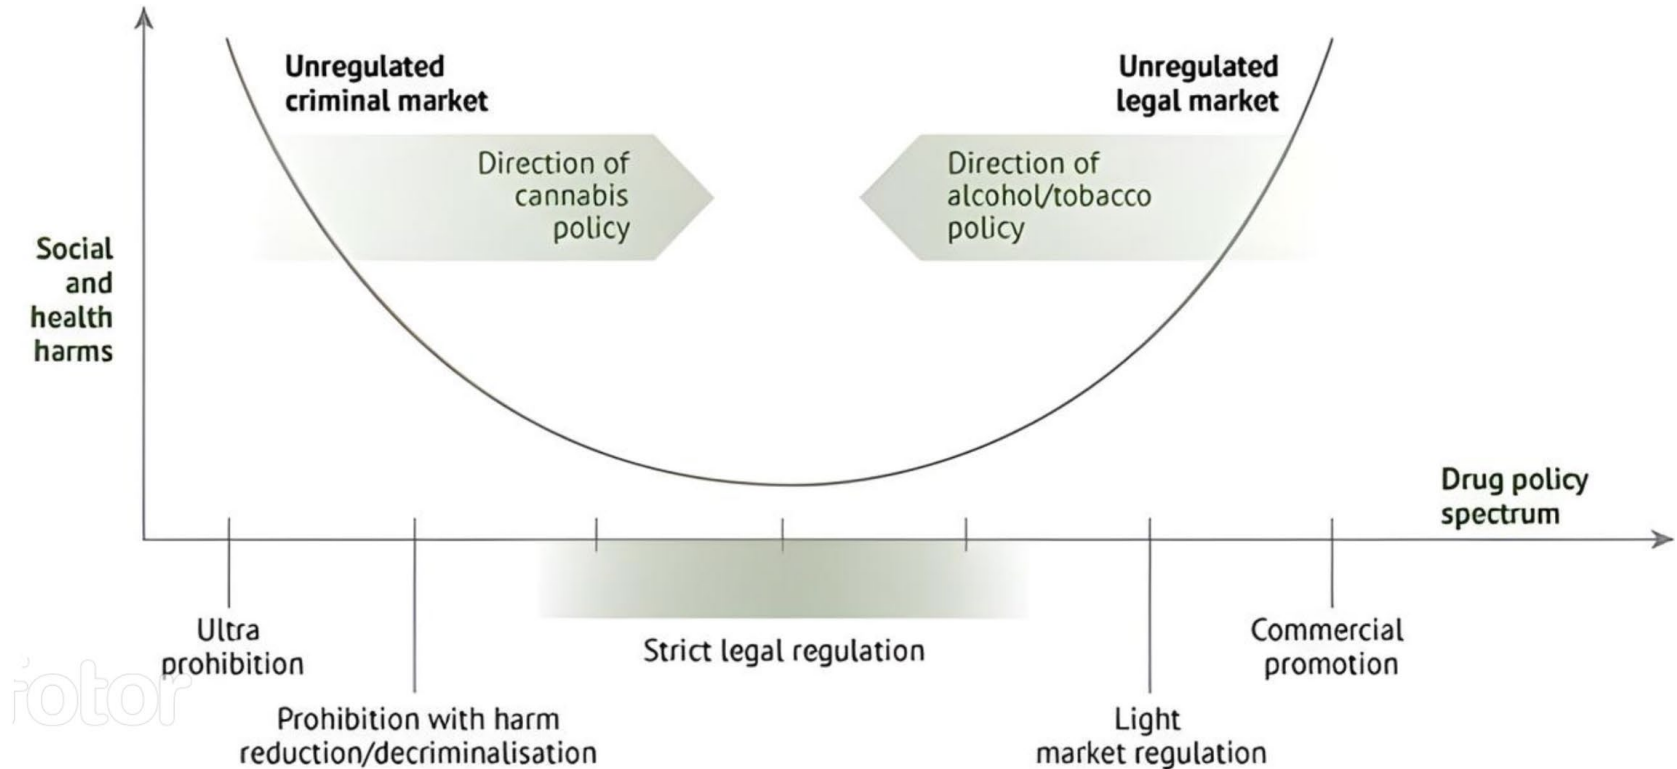 Unregulated
criminal market
Unregulated
legal market
Direction of
cannabis
policy
Direction of
alcohol/tobacco
policy
Social
and
health
harms
Drug policy
spectrum
Ultra
prohibition
Strict legal regulation
Commercial
promotion
Prohibition with harm
reduction/decriminalisation
Light
market regulation
fotor